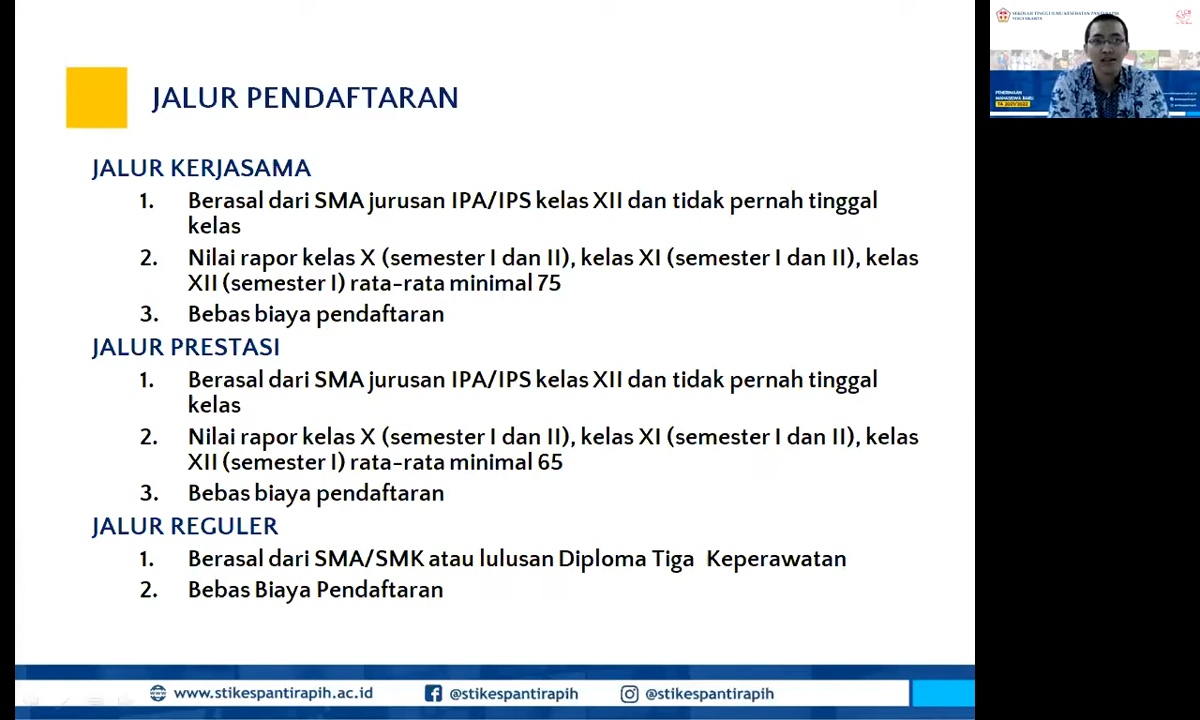 JALUR PENDAFTARAN
JALUR KERJASAMA
1. Berasal dari SMA jurusan IPA/IPS kelas XII dan tidak pernah tinggal
kelas
2. Nilai rapor kelas X (semester I dan II), kelas XI (semester I dan II), kelas
XII (semester I) rata-rata minimal 75
3. Bebas biaya pendaftaran
JALUR PRESTASI
1. Berasal dari SMA jurusan IPA/IPS kelas XII dan tidak pernah tinggal
kelas
2. Nilai rapor kelas X (semester I dan II), kelas XI (semester I dan II), kelas
XII (semester I) rata-rata minimal 65
3. Bebas biaya pendaftaran
JALUR REGULER
1. Berasal dari SMA/SMK atau lulusan Diploma Tiga Keperawatan
2. Bebas Biaya Pendaftaran
www.stikespantirapih.ac.id @stikespantirapih @stikespantirapih
SEKOLAH TINGGI ILMU KESEHATAN PANTI RAPIH
YOGYAKARTA
PENERIMAAN
MAHASISWA BARU
TA 2021/2022